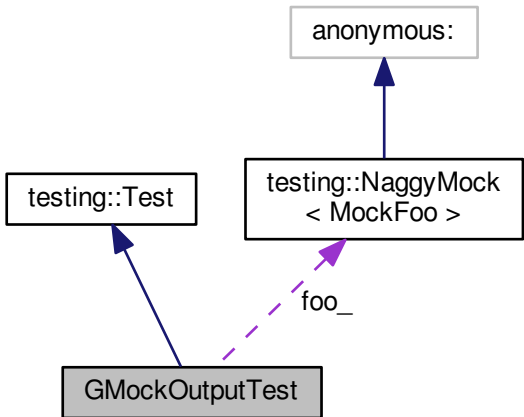 anonymous:
testing::Test
testing::NaggyMock
< MockFoo >
foo_
GMockOutputTest